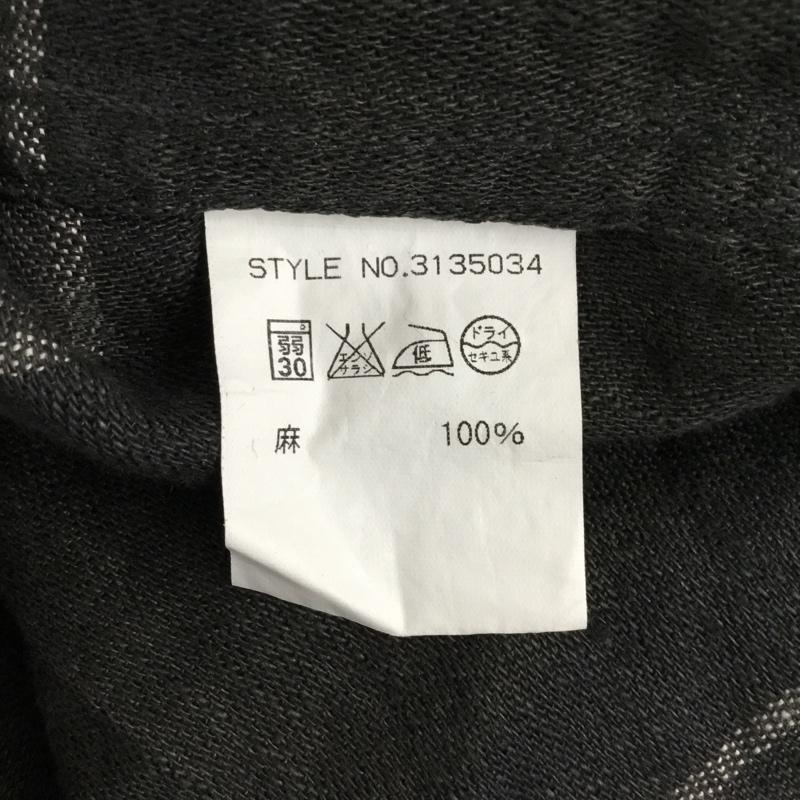 STYLE NO.3135034
弱 30
エンソ サラシ
低
ドライ セキユ系
麻 100%